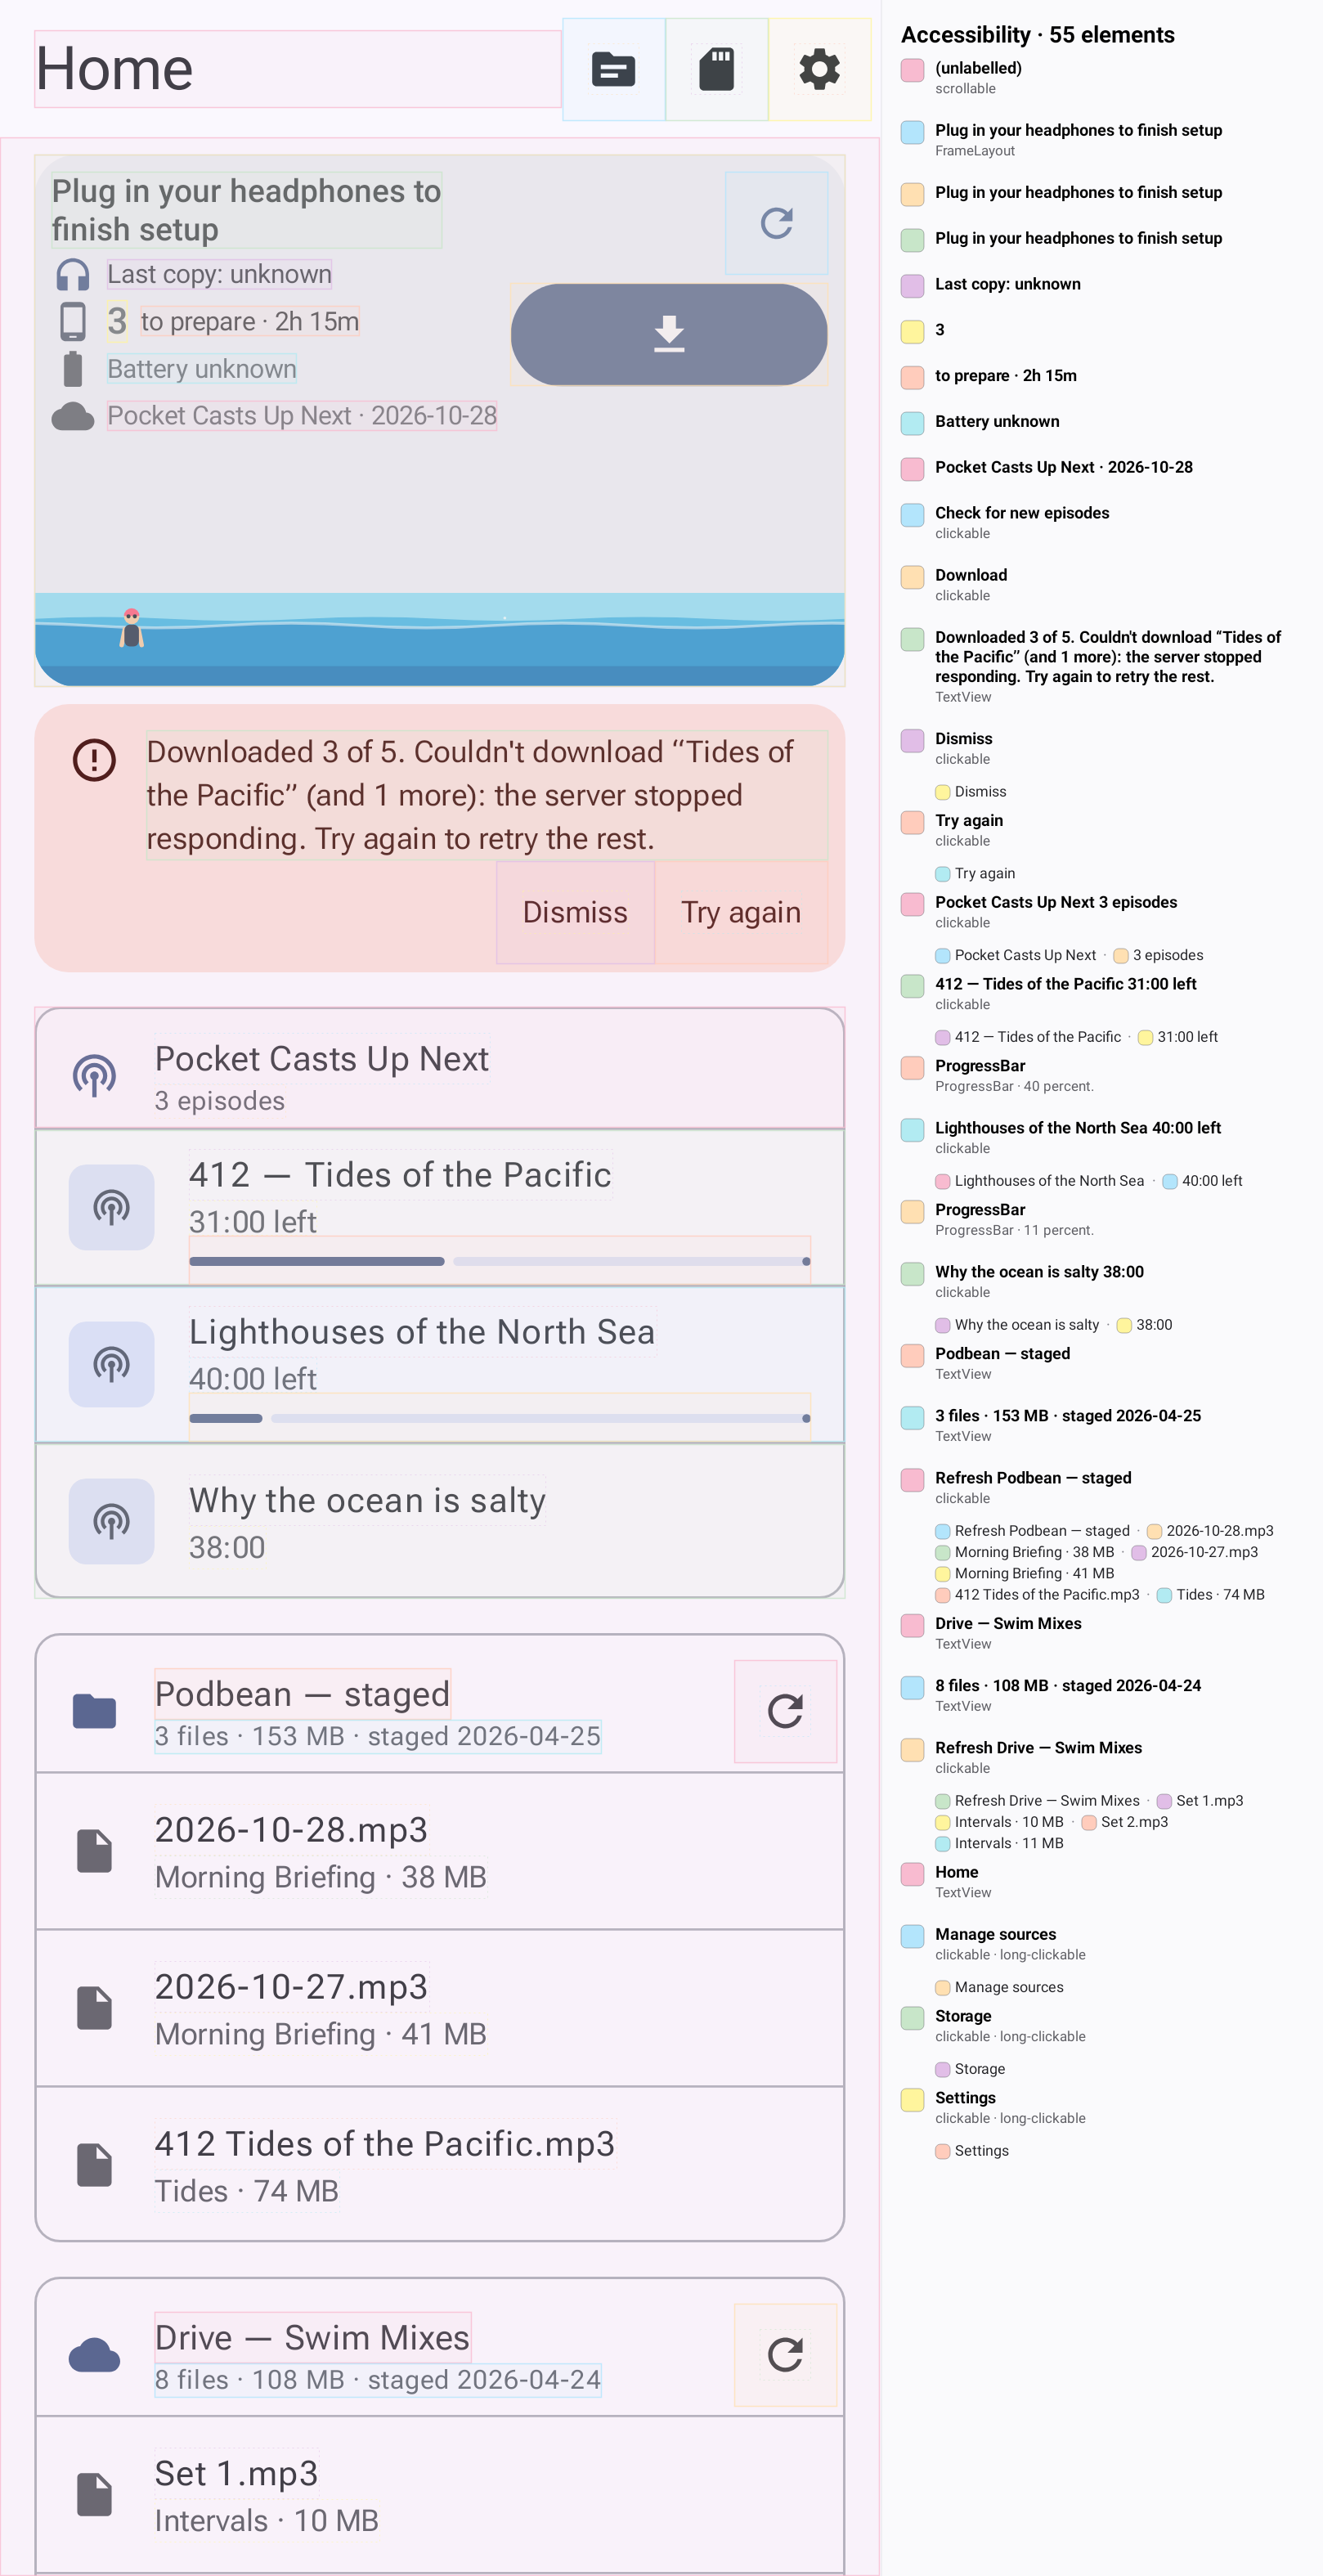 Home
Plug in your headphones to
finish setup
Last copy: unknown
3 to prepare · 2h 15m
Battery unknown
Pocket Casts Up Next · 2026-10-28
Downloaded 3 of 5. Couldn't download “Tides of
the Pacific” (and 1 more): the server stopped
responding. Try again to retry the rest.
Dismiss
Try again
Pocket Casts Up Next
3 episodes
412 — Tides of the Pacific
31:00 left
Lighthouses of the North Sea
40:00 left
Why the ocean is salty
38:00
Podbean — staged
3 files · 153 MB · staged 2026-04-25
2026-10-28.mp3
Morning Briefing · 38 MB
2026-10-27.mp3
Morning Briefing · 41 MB
412 Tides of the Pacific.mp3
Tides · 74 MB
Drive — Swim Mixes
8 files · 108 MB · staged 2026-04-24
Set 1.mp3
Intervals · 10 MB
Accessibility · 55 elements
(unlabelled)
scrollable
Plug in your headphones to finish setup
FrameLayout
Plug in your headphones to finish setup
Plug in your headphones to finish setup
Last copy: unknown
3
to prepare · 2h 15m
Battery unknown
Pocket Casts Up Next · 2026-10-28
Check for new episodes
clickable
Download
clickable
Downloaded 3 of 5. Couldn't download “Tides of
the Pacific” (and 1 more): the server stopped
responding. Try again to retry the rest.
TextView
Dismiss
clickable
Dismiss
Try again
clickable
Try again
Pocket Casts Up Next 3 episodes
clickable
Pocket Casts Up Next · 3 episodes
412 — Tides of the Pacific 31:00 left
clickable
412 — Tides of the Pacific · 31:00 left
ProgressBar
ProgressBar · 40 percent.
Lighthouses of the North Sea 40:00 left
clickable
Lighthouses of the North Sea · 40:00 left
ProgressBar
ProgressBar · 11 percent.
Why the ocean is salty 38:00
clickable
Why the ocean is salty · 38:00
Podbean — staged
TextView
3 files · 153 MB · staged 2026-04-25
TextView
Refresh Podbean — staged
clickable
Refresh Podbean — staged · 2026-10-28.mp3
Morning Briefing · 38 MB · 2026-10-27.mp3
Morning Briefing · 41 MB
412 Tides of the Pacific.mp3 · Tides · 74 MB
Drive — Swim Mixes
TextView
8 files · 108 MB · staged 2026-04-24
TextView
Refresh Drive — Swim Mixes
clickable
Refresh Drive — Swim Mixes · Set 1.mp3
Intervals · 10 MB · Set 2.mp3
Intervals · 11 MB
Home
TextView
Manage sources
clickable · long-clickable
Manage sources
Storage
clickable · long-clickable
Storage
Settings
clickable · long-clickable
Settings